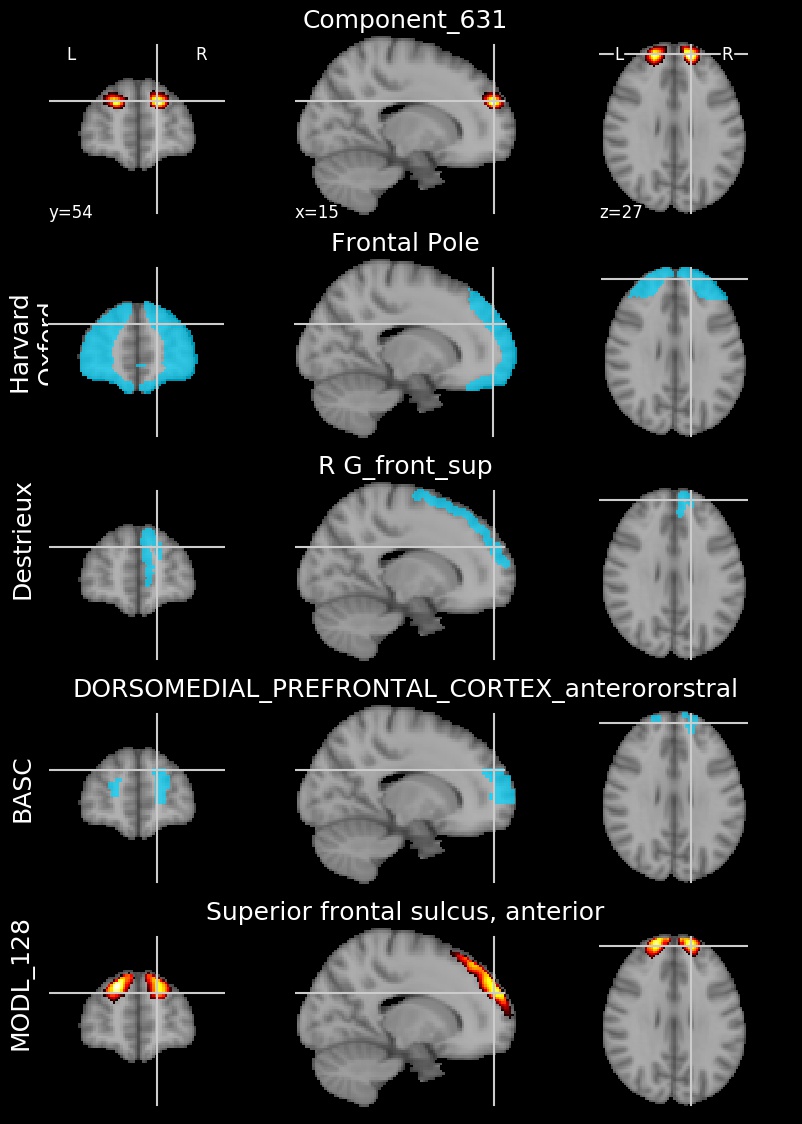 Component_631
L R
L R
y=54 x=15 z=27
Frontal Pole
Harvard
Oxford
R G_front_sup
Destrieux
DORSOMEDIAL_PREFRONTAL_CORTEX_anterororstral
BASC
Superior frontal sulcus, anterior
MODL_128